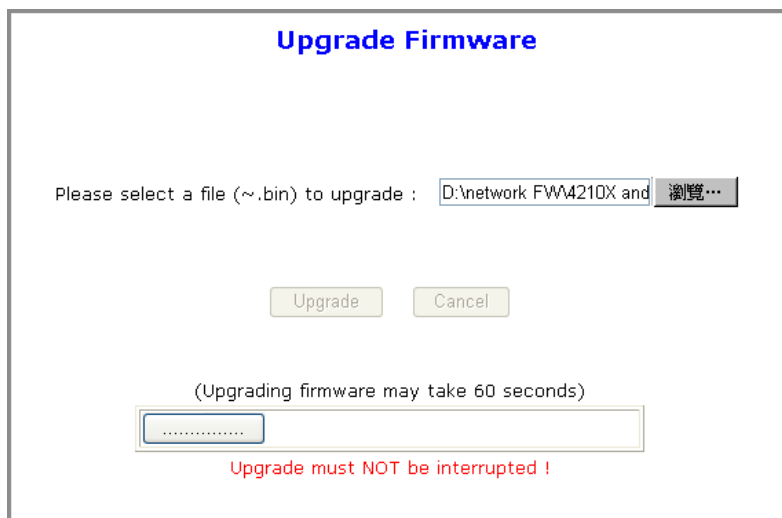 Upgrade Firmware
Please select a file (~.bin) to upgrade : D:\network FW\4210X and 瀏覽…
Upgrade Cancel
(Upgrading firmware may take 60 seconds)
...............
Upgrade must NOT be interrupted !